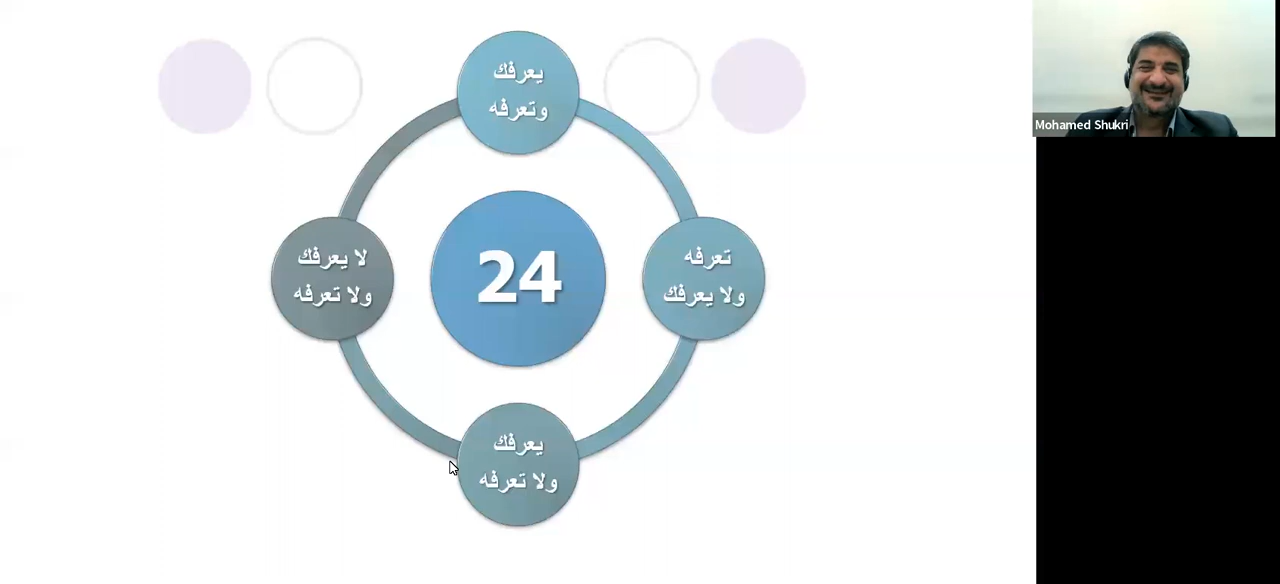 يعرفك
وتعرفه
تعرفه
ولا يعرفك
يعرفك
ولا تعرفه
لا يعرفك
ولا تعرفه
24
Mohamed Shukri